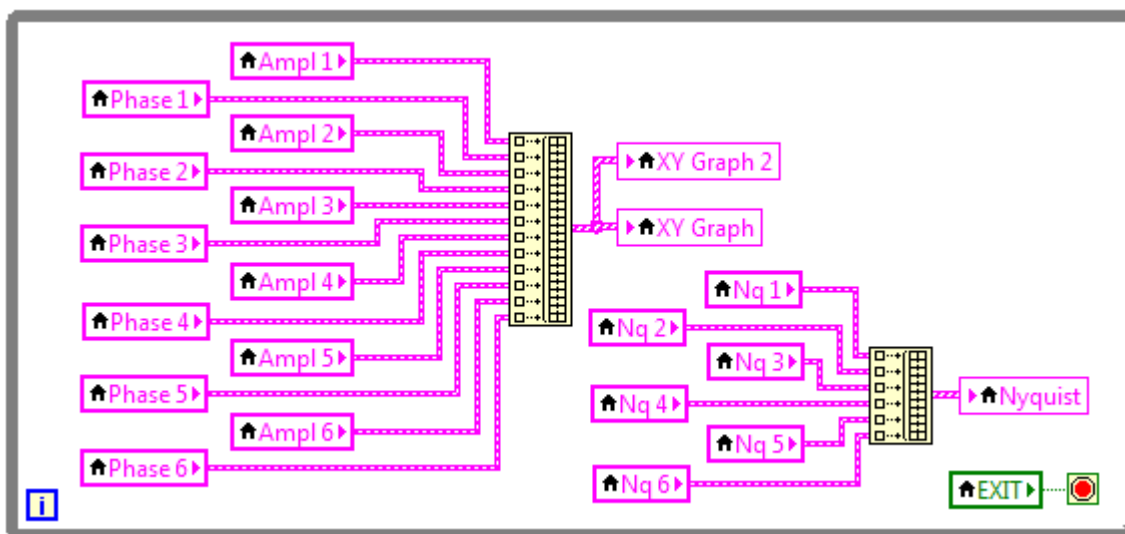 Ampl 1
Phase 1
Ampl 2
Phase 2
Ampl 3
Phase 3
Ampl 4
Phase 4
Ampl 5
Phase 5
Ampl 6
Phase 6
XY Graph 2
XY Graph
Nq 1
Nq 2
Nq 3
Nq 4
Nq 5
Nq 6
Nyquist
EXIT
i